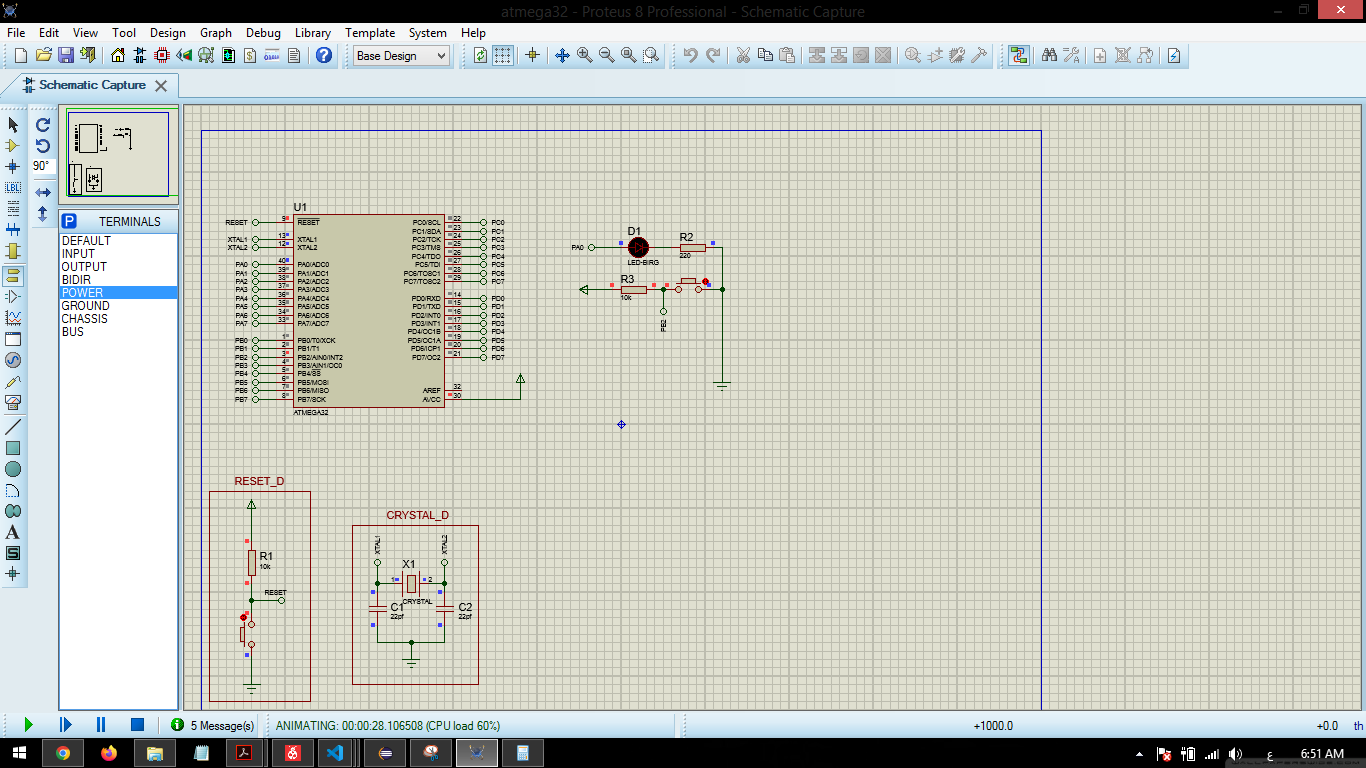 atmega32 - Proteus 8 Professional - Schematic Capture
File Edit View Tool Design Graph Debug Library Template System Help
Base Design
Schematic Capture
90°
LBL
P TERMINALS
DEFAULT
INPUT
OUTPUT
BIDIR
POWER
GROUND
CHASSIS
BUS
U1
RESET 9 RESET PC0/SCL 22 PC0
PC1/SDA 23 PC1
XTAL1 13 XTAL1 PC2/TCK 24 PC2
XTAL2 12 XTAL2 PC3/TMS 25 PC3
PC4/TDO 26 PC4
PA0 40 PA0/ADC0 PC5/TDI 27 PC5
PA1 39 PA1/ADC1 PC6/TOSC1 28 PC6
PA2 38 PA2/ADC2 PC7/TOSC2 29 PC7
PA3 37 PA3/ADC3
PA4 36 PA4/ADC4 PD0/RXD 14 PD0
PA5 35 PA5/ADC5 PD1/TXD 15 PD1
PA6 34 PA6/ADC6 PD2/INT0 16 PD2
PA7 33 PA7/ADC7 PD3/INT1 17 PD3
PD4/OC1B 18 PD4
PB0 1 PB0/T0/XCK PD5/OC1A 19 PD5
PB1 2 PB1/T1 PD6/ICP1 20 PD6
PB2 3 PB2/AIN0/INT2 PD7/OC2 21 PD7
PB3 4 PB3/AIN1/OC0
PB4 5 PB4/SS
PB5 6 PB5/MOSI
PB6 7 PB6/MISO AREF 32
PB7 8 PB7/SCK AVCC 30
ATMEGA32
D1
R2
PA0
220
LED-BIRG
R3
10k
PB2
RESET_D
R1
10k
RESET
CRYSTAL_D
XTAL1 XTAL2
X1
1 2
CRYSTAL
C1 C2
22pf 22pf
5 Message(s) ANIMATING: 00:00:28.106508 (CPU load 60%) +1000.0 +0.0 th
ع 6:51 AM